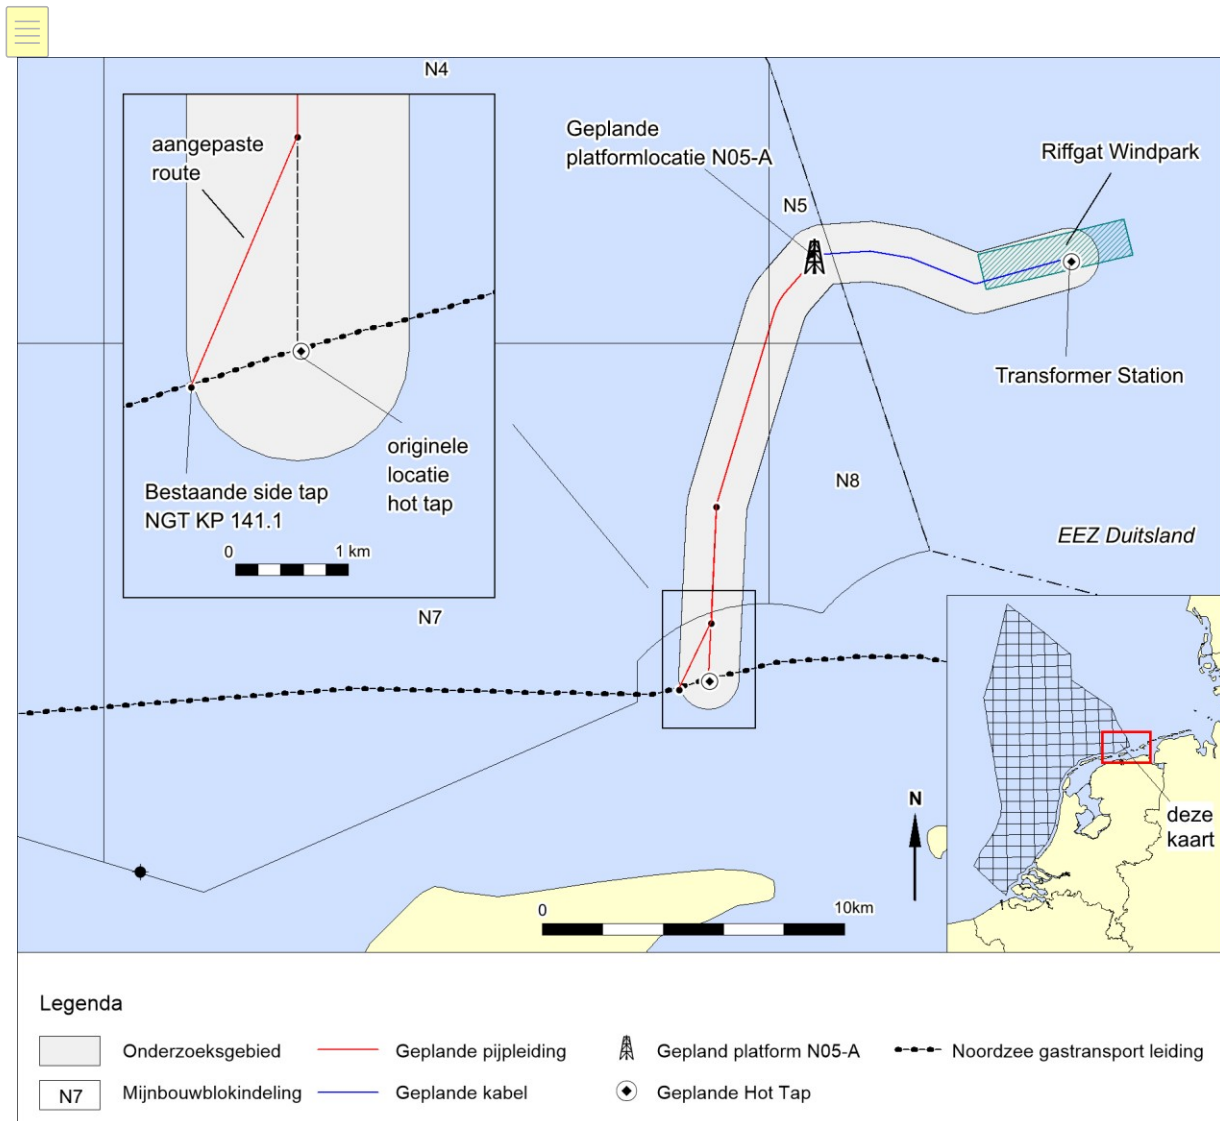 N4
aangepaste
route
Geplande
platformlocatie N05-A
Riffgat Windpark
N5
Transformer Station
originele
locatie
hot tap
Bestaande side tap
NGT KP 141.1
0 1 km
N8
EEZ Duitsland
N7
deze
kaart
N
0 10km
Legenda
Onderzoeksgebied
Geplande pijpleiding
Gepland platform N05-A
Noordzee gastransport leiding
N7
Mijnbouwblokindeling
Geplande kabel
Geplande Hot Tap